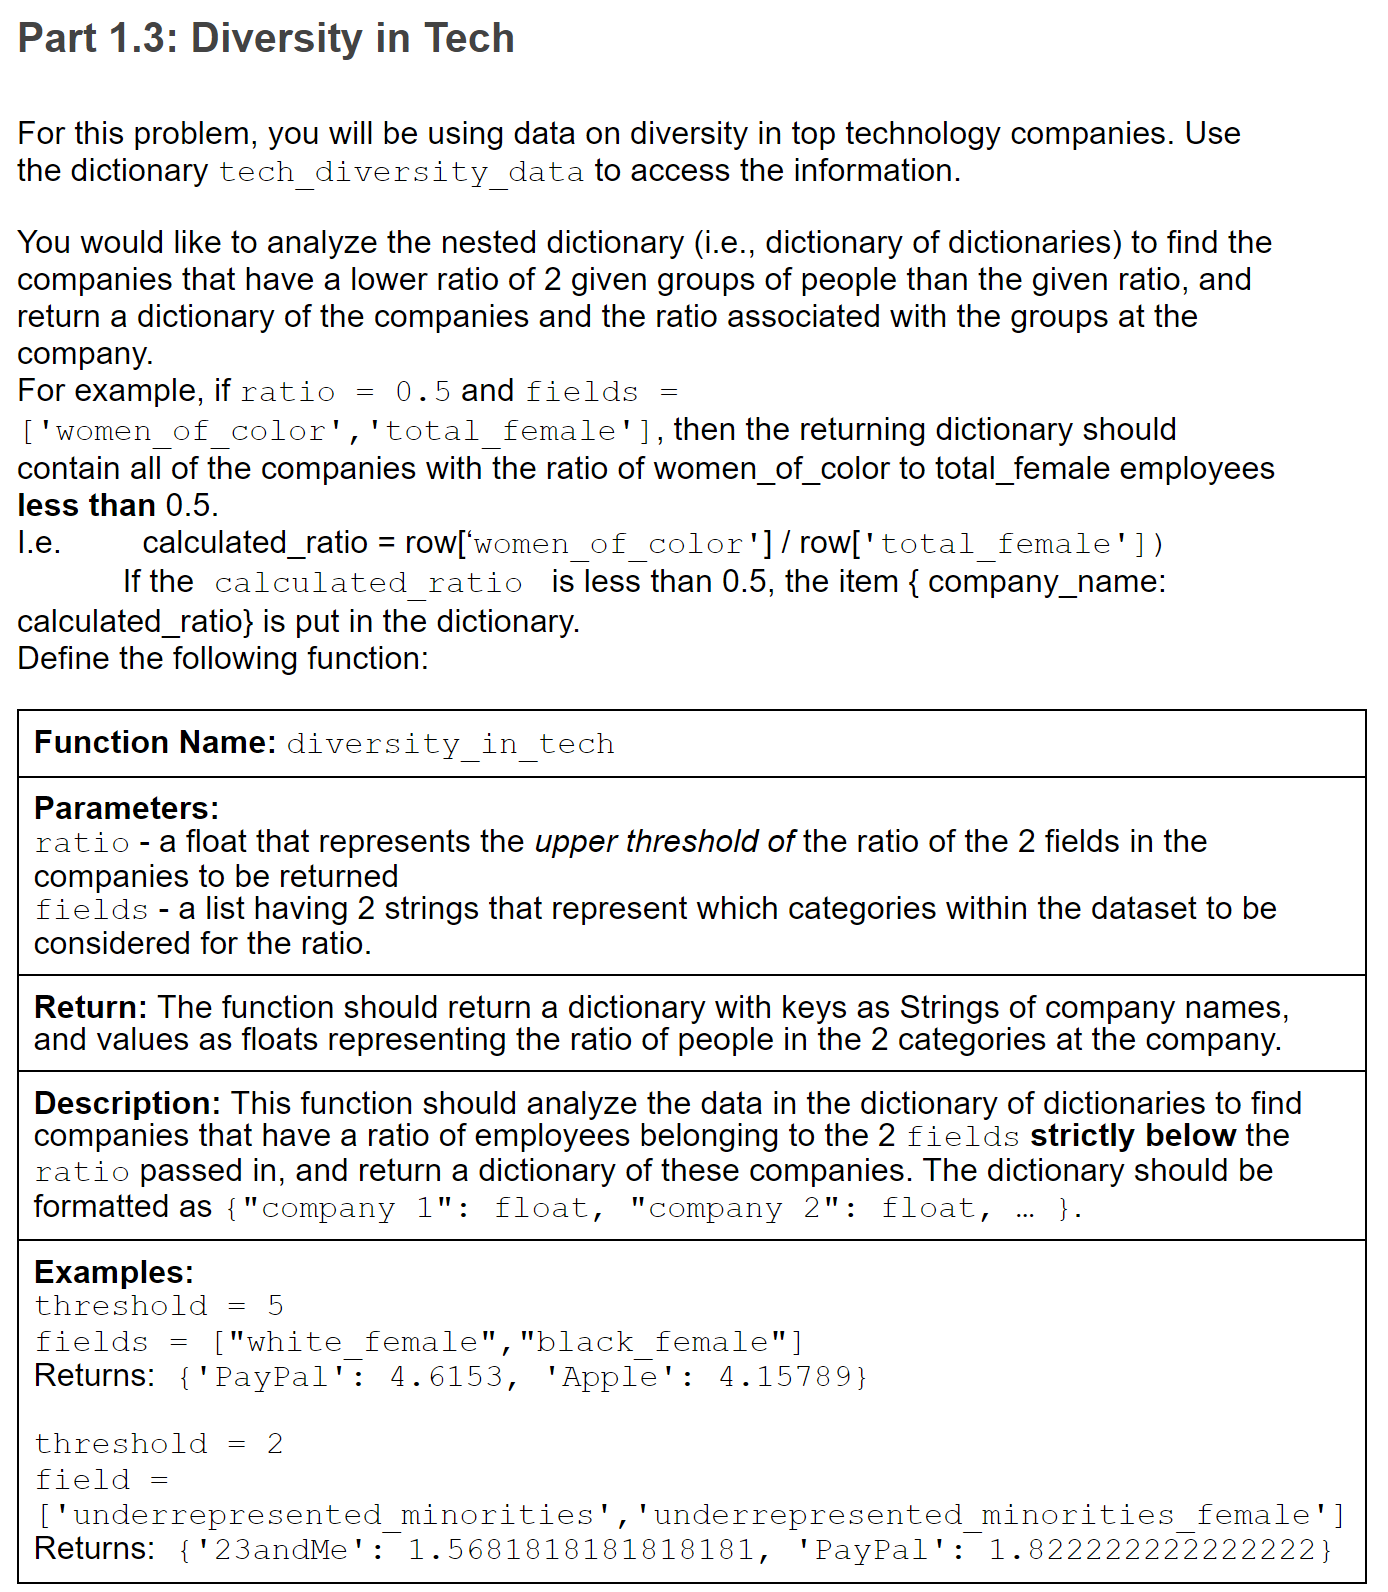 Part 1.3: Diversity in Tech
For this problem, you will be using data on diversity in top technology companies. Use
the dictionary tech_diversity_data to access the information.
You would like to analyze the nested dictionary (i.e., dictionary of dictionaries) to find the
companies that have a lower ratio of 2 given groups of people than the given ratio, and
return a dictionary of the companies and the ratio associated with the groups at the
company.
For example, if ratio = 0.5 and fields =
['women_of_color','total_female'], then the returning dictionary should
contain all of the companies with the ratio of women_of_color to total_female employees
less than 0.5.
I.e. calculated_ratio = row[‘women_of_color'] / row['total_female'])
If the calculated_ratio is less than 0.5, the item { company_name:
calculated_ratio} is put in the dictionary.
Define the following function:
Function Name: diversity_in_tech
Parameters:
ratio - a float that represents the upper threshold of the ratio of the 2 fields in the
companies to be returned
fields - a list having 2 strings that represent which categories within the dataset to be
considered for the ratio.
Return: The function should return a dictionary with keys as Strings of company names,
and values as floats representing the ratio of people in the 2 categories at the company.
Description: This function should analyze the data in the dictionary of dictionaries to find
companies that have a ratio of employees belonging to the 2 fields strictly below the
ratio passed in, and return a dictionary of these companies. The dictionary should be
formatted as {"company 1": float, "company 2": float, … }.
Examples:
threshold = 5
fields = ["white_female","black_female"]
Returns: {'PayPal': 4.6153, 'Apple': 4.15789}
threshold = 2
field =
['underrepresented_minorities','underrepresented_minorities_female']
Returns: {'23andMe': 1.5681818181818181, 'PayPal': 1.822222222222222}